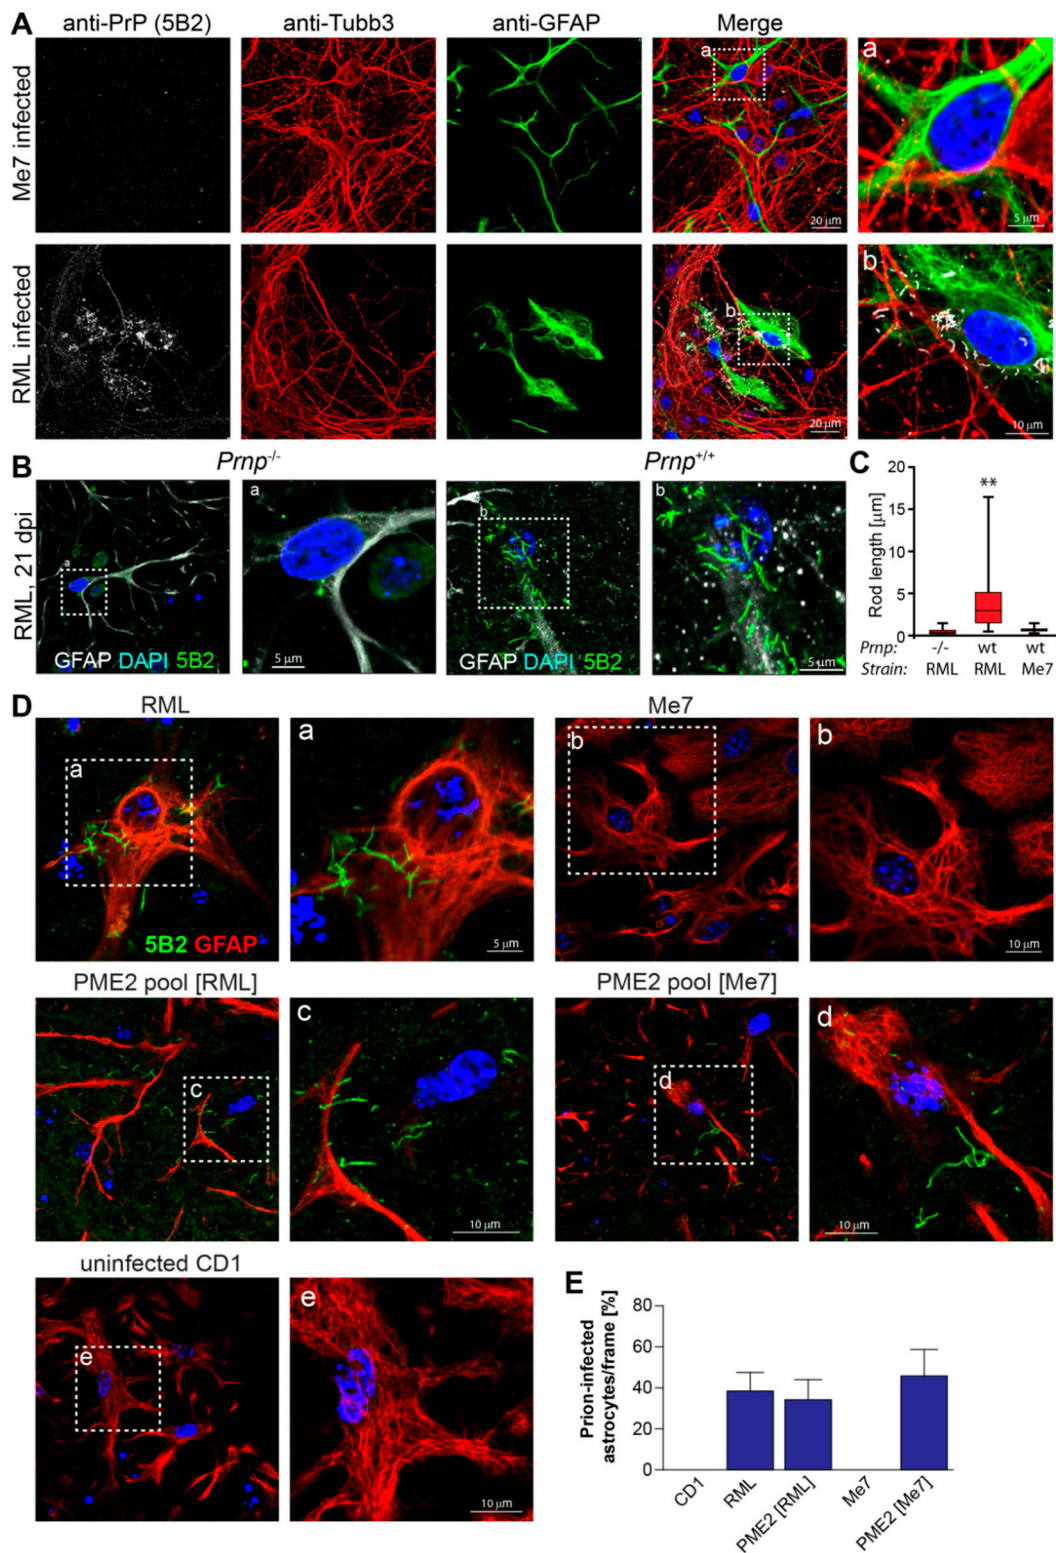 A
anti-PrP (5B2) anti-Tubb3 anti-GFAP Merge
Me7 infected
a
20 µm
a
5 µm
RML infected
b
20 µm
b
10 µm
B
Prnp-/- Prnp+/+
RML, 21 dpi
a
GFAP DAPI 5B2
a
5 µm
b
GFAP DAPI 5B2
b
5 µm
C
Rod length [µm]
20
15
10
5
0
**
Prnp: -/- wt wt
Strain: RML RML Me7
D
RML
a
5B2 GFAP
a
5 µm
Me7
b
b
10 µm
PME2 pool [RML]
c
c
10 µm
PME2 pool [Me7]
d
d
10 µm
uninfected CD1
e
e
10 µm
E
Prion-infected
astrocytes/frame [%]
80
60
40
20
0
CD1
RML
PME2 [RML]
Me7
PME2 [Me7]